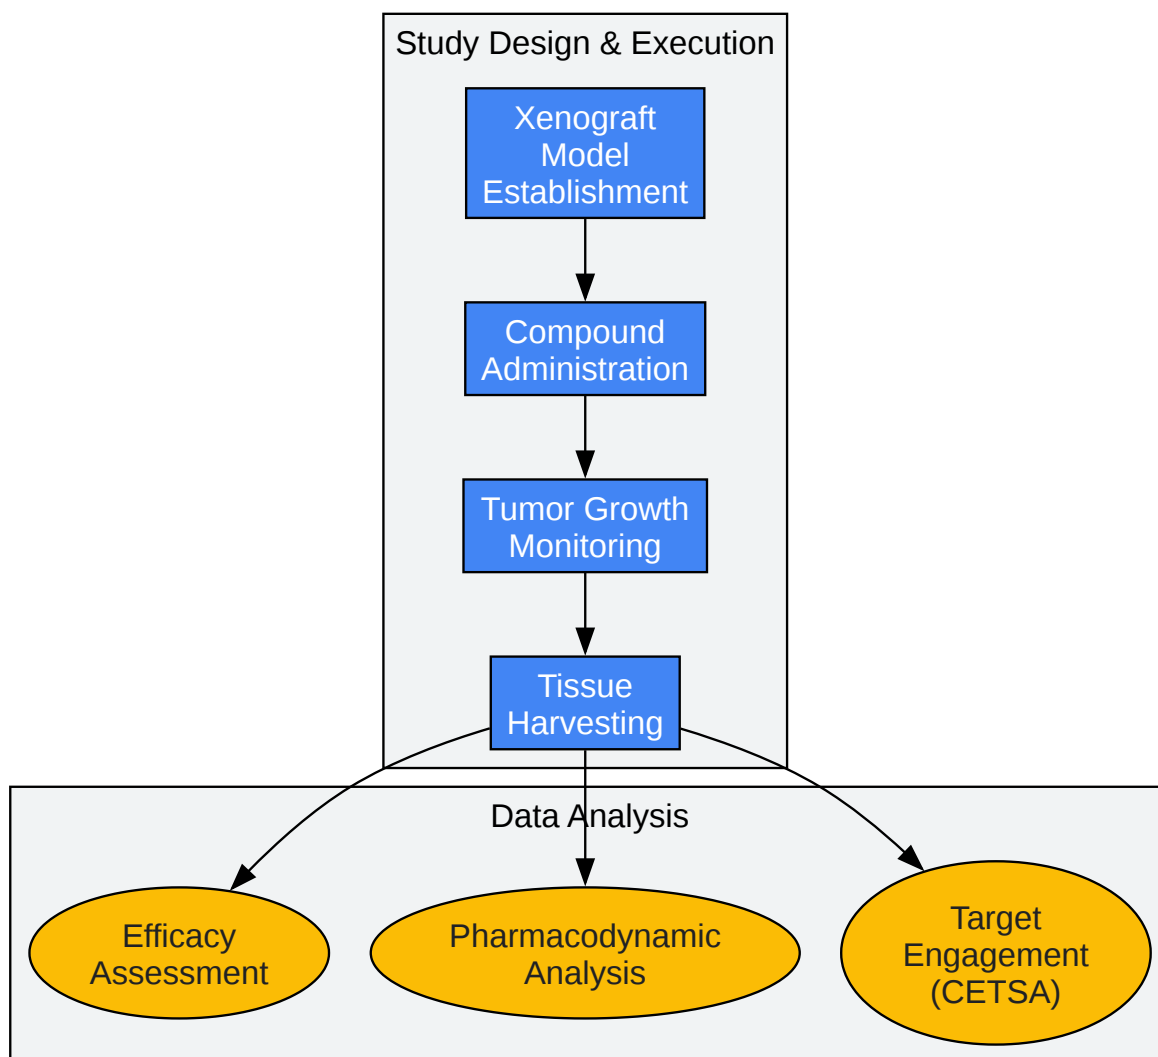 Study Design & Execution
Xenograft
Model
Establishment
Compound
Administration
Tumor Growth
Monitoring
Tissue
Harvesting
Data Analysis
Efficacy
Assessment
Pharmacodynamic
Analysis
Target
Engagement
(CETSA)